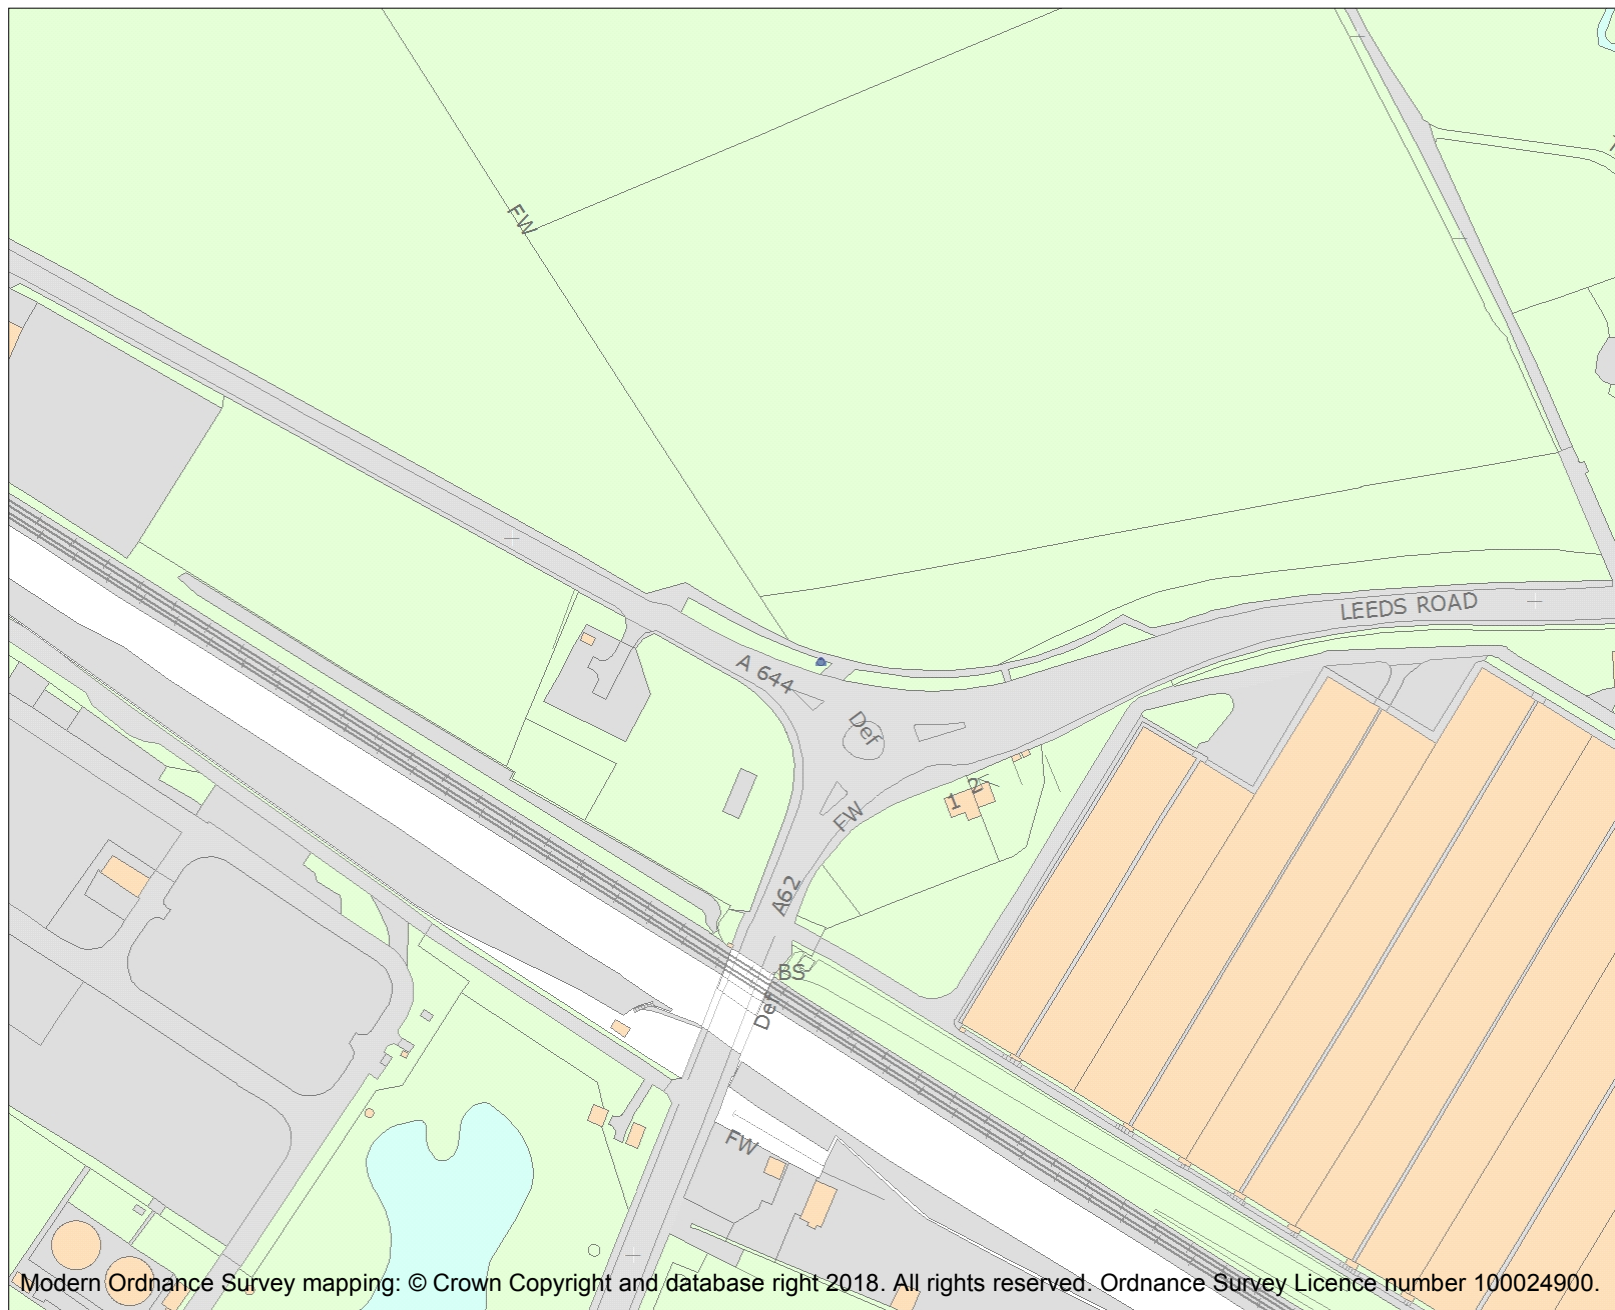 FW
LEEDS ROAD
A 644
Def
2
1
FW
A62
BS
Def
FW
Modern Ordnance Survey mapping: © Crown Copyright and database right 2018. All rights reserved. Ordnance Survey Licence number 100024900.